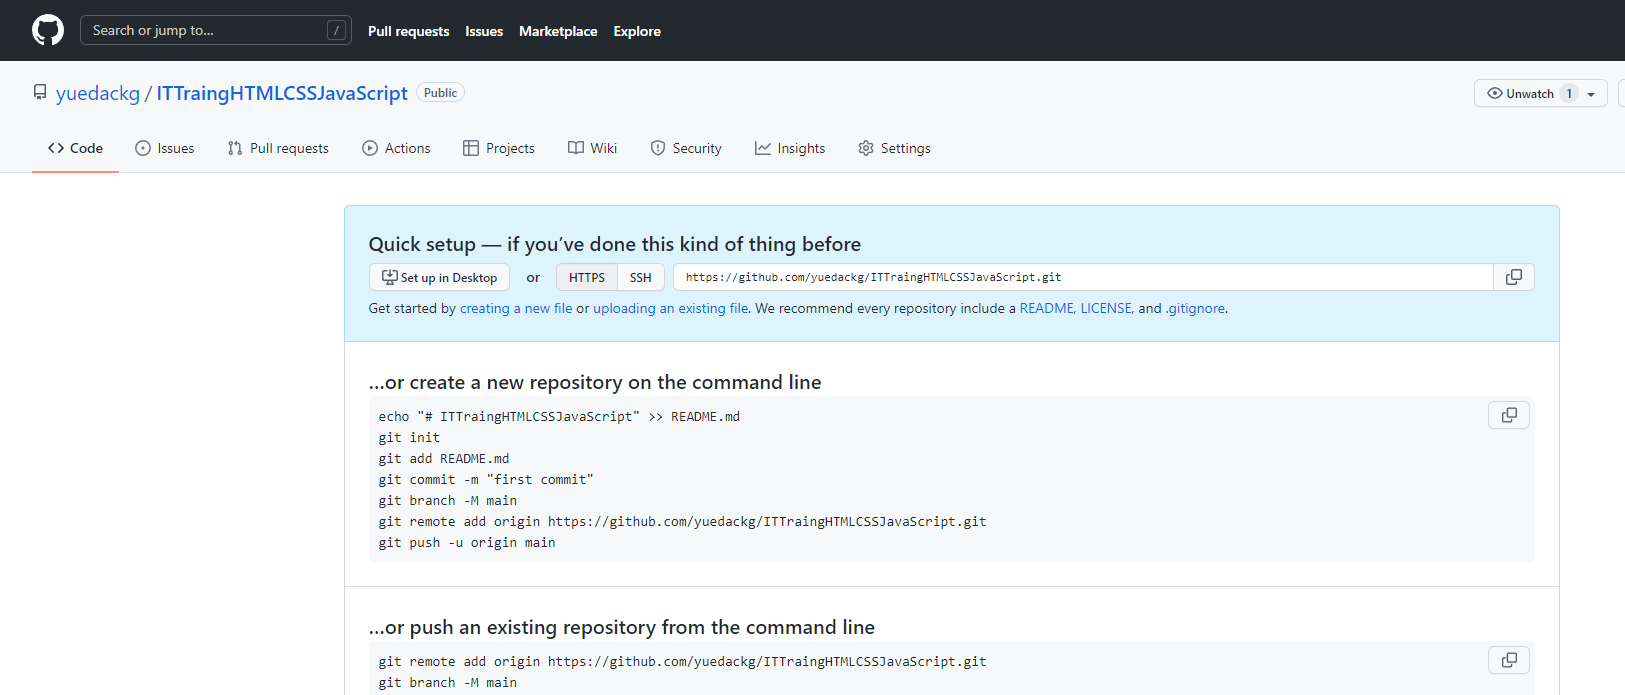 Search or jump to... /
Pull requests Issues Marketplace Explore
yuedackg / ITTraingHTMLCSSJavaScript Public
Unwatch 1
<> Code Issues Pull requests Actions Projects Wiki Security Insights Settings
Quick setup — if you've done this kind of thing before
Set up in Desktop or HTTPS SSH https://github.com/yuedackg/ITTraingHTMLCSSJavaScript.git
Get started by creating a new file or uploading an existing file. We recommend every repository include a README, LICENSE, and .gitignore.
…or create a new repository on the command line
echo "# ITTraingHTMLCSSJavaScript" >> README.md
git init
git add README.md
git commit -m "first commit"
git branch -M main
git remote add origin https://github.com/yuedackg/ITTraingHTMLCSSJavaScript.git
git push -u origin main
…or push an existing repository from the command line
git remote add origin https://github.com/yuedackg/ITTraingHTMLCSSJavaScript.git
git branch -M main